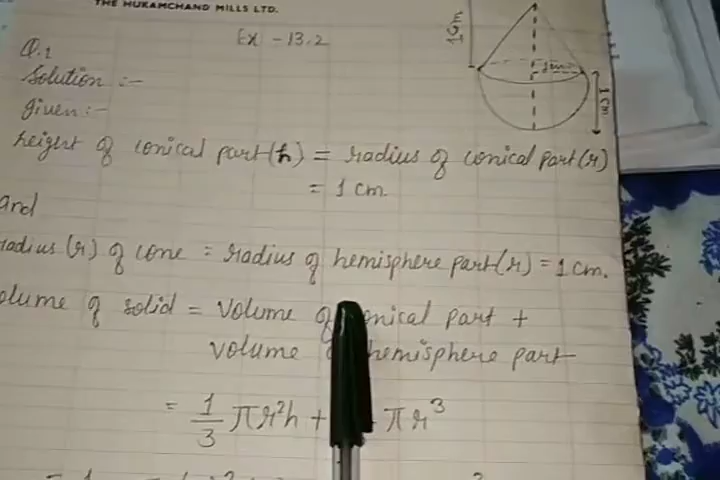 THE HUKAMCHAND MILLS LTD.
Ex - 13.2
Q.1
Solution :-
given :-
height of conical part(h) = radius of conical part(r)
= 1 cm
and
radius (r) of cone = radius of hemisphere part(r) = 1 cm.
volume of solid = volume of conical part +
volume hemisphere part
= 1/3 πr²h + πr³
1 cm